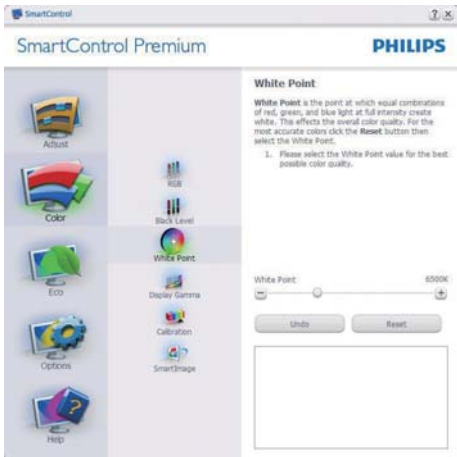 SmartControl
SmartControl Premium
PHILIPS
Adjust
Color
Eco
Options
Help
RGB
Black Level
White Point
Display Gamma
Calibration
SmartImage
White Point
White Point is the point at which equal combinations
of red, green, and blue light at full intensity create
white. This effects the overall color quality. For the
most accurate colors click the Reset button then
select the White Point.
1. Please select the White Point value for the best
possible color quality.
White Point 6500K
Undo Reset